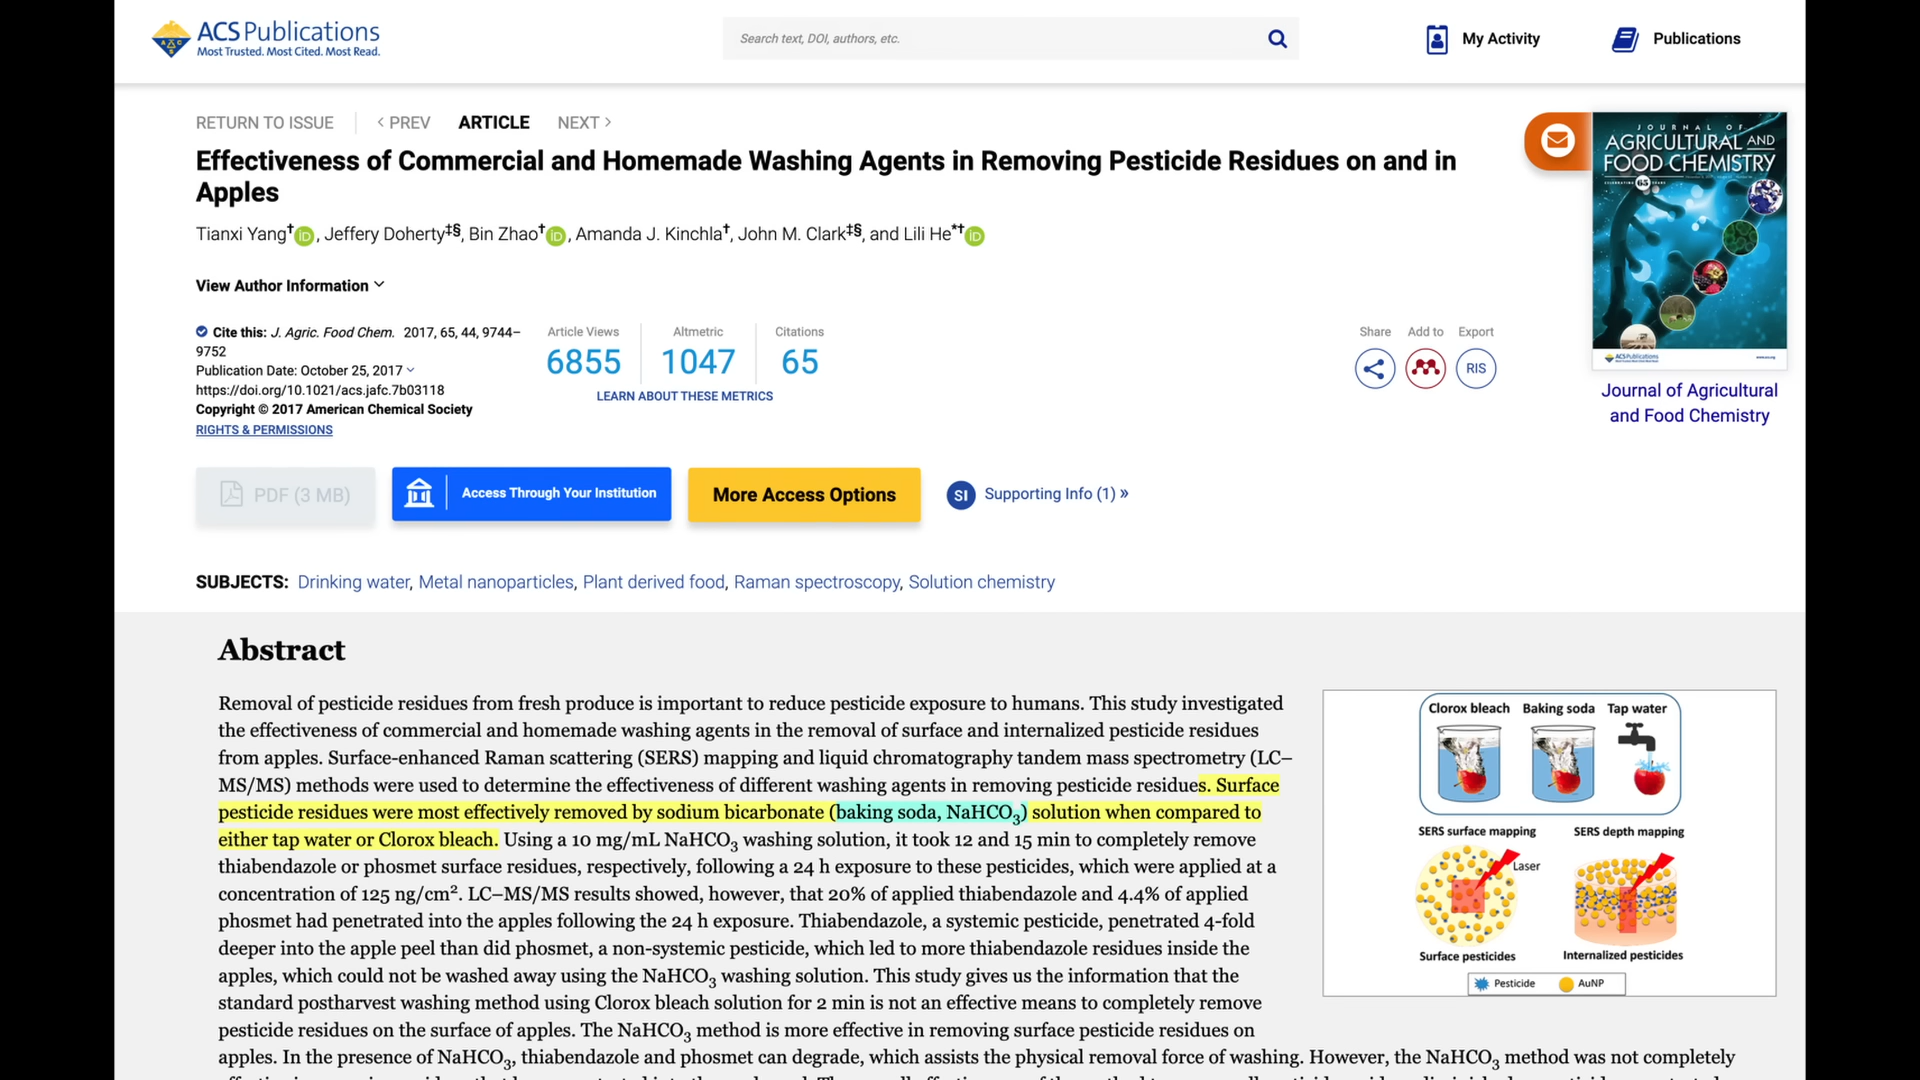 ACS Publications
Most Trusted. Most Cited. Most Read.
Search text, DOI, authors, etc.
My Activity
Publications
RETURN TO ISSUE
< PREV
ARTICLE
NEXT >
Effectiveness of Commercial and Homemade Washing Agents in Removing Pesticide Residues on and in
Apples
Tianxi Yang†, Jeffery Doherty‡§, Bin Zhao†, Amanda J. Kinchla†, John M. Clark‡§, and Lili He*†
View Author Information
Cite this: J. Agric. Food Chem. 2017, 65, 44, 9744–
9752
Publication Date: October 25, 2017
https://doi.org/10.1021/acs.jafc.7b03118
Copyright © 2017 American Chemical Society
RIGHTS & PERMISSIONS
Article Views
6855
Altmetric
1047
Citations
65
LEARN ABOUT THESE METRICS
Share
Add to
Export
RIS
JOURNAL OF
AGRICULTURAL AND
FOOD CHEMISTRY
ACS Publications
Journal of Agricultural
and Food Chemistry
PDF (3 MB)
Access Through Your Institution
More Access Options
SI
Supporting Info (1) »
SUBJECTS: Drinking water, Metal nanoparticles, Plant derived food, Raman spectroscopy, Solution chemistry
Abstract
Removal of pesticide residues from fresh produce is important to reduce pesticide exposure to humans. This study investigated
the effectiveness of commercial and homemade washing agents in the removal of surface and internalized pesticide residues
from apples. Surface-enhanced Raman scattering (SERS) mapping and liquid chromatography tandem mass spectrometry (LC–
MS/MS) methods were used to determine the effectiveness of different washing agents in removing pesticide residues. Surface
pesticide residues were most effectively removed by sodium bicarbonate (baking soda, NaHCO₃) solution when compared to
either tap water or Clorox bleach. Using a 10 mg/mL NaHCO₃ washing solution, it took 12 and 15 min to completely remove
thiabendazole or phosmet surface residues, respectively, following a 24 h exposure to these pesticides, which were applied at a
concentration of 125 ng/cm². LC–MS/MS results showed, however, that 20% of applied thiabendazole and 4.4% of applied
phosmet had penetrated into the apples following the 24 h exposure. Thiabendazole, a systemic pesticide, penetrated 4-fold
deeper into the apple peel than did phosmet, a non-systemic pesticide, which led to more thiabendazole residues inside the
apples, which could not be washed away using the NaHCO₃ washing solution. This study gives us the information that the
standard postharvest washing method using Clorox bleach solution for 2 min is not an effective means to completely remove
pesticide residues on the surface of apples. The NaHCO₃ method is more effective in removing surface pesticide residues on
apples. In the presence of NaHCO₃, thiabendazole and phosmet can degrade, which assists the physical removal force of washing. However, the NaHCO₃ method was not completely
Clorox bleach
Baking soda
Tap water
SERS surface mapping
SERS depth mapping
Laser
Surface pesticides
Internalized pesticides
Pesticide
AuNP